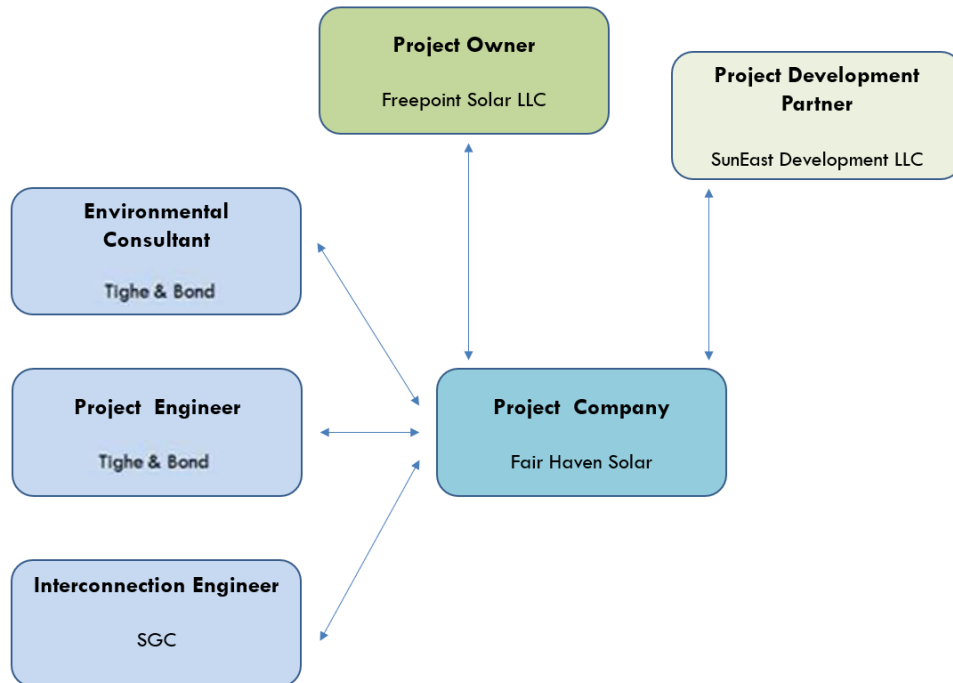 Project Owner
Freepoint Solar LLC
Project Development
Partner
SunEast Development LLC
Environmental
Consultant
Tighe & Bond
Project Engineer
Tighe & Bond
Project Company
Fair Haven Solar
Interconnection Engineer
SGC